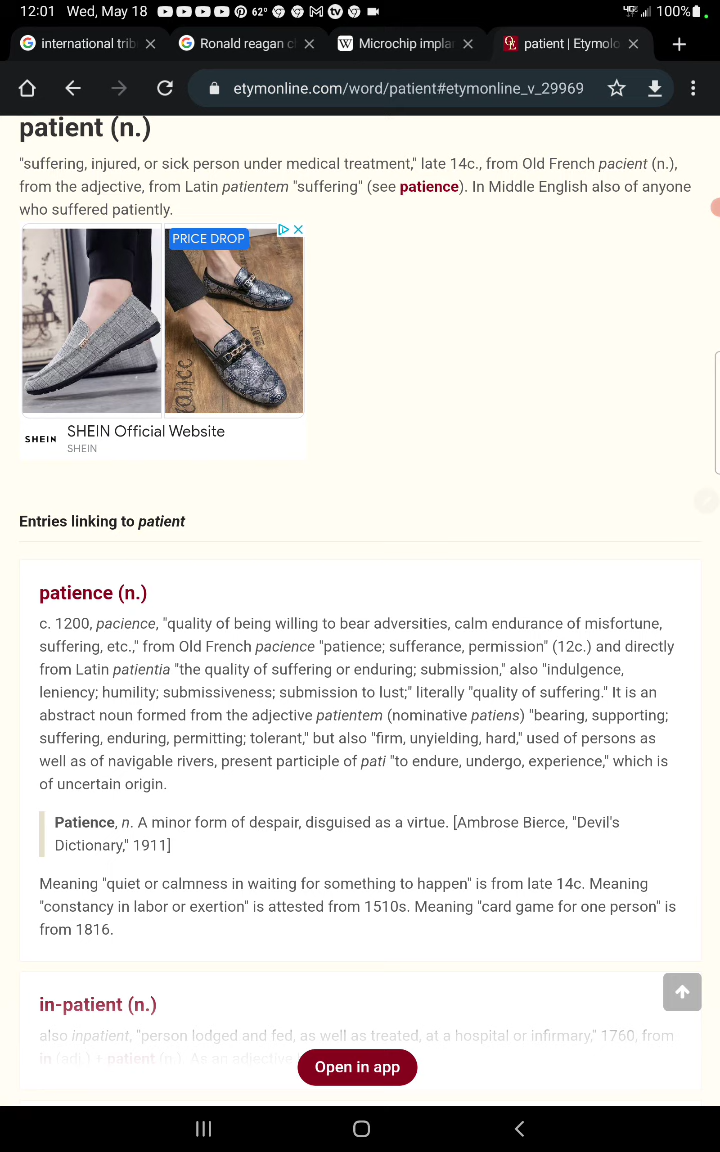 12:01 Wed, May 18 62° 100%
international trib Ronald reagan c Microchip impla patient | Etymolo
etymonline.com/word/patient#etymonline_v_29969
patient (n.)
"suffering, injured, or sick person under medical treatment," late 14c., from Old French pacient (n.),
from the adjective, from Latin patientem "suffering" (see patience). In Middle English also of anyone
who suffered patiently.
PRICE DROP
SHEIN SHEIN Official Website
SHEIN
Entries linking to patient
patience (n.)
c. 1200, pacience, "quality of being willing to bear adversities, calm endurance of misfortune,
suffering, etc.," from Old French pacience "patience; sufferance, permission" (12c.) and directly
from Latin patientia "the quality of suffering or enduring; submission," also "indulgence,
leniency; humility; submissiveness; submission to lust;" literally "quality of suffering." It is an
abstract noun formed from the adjective patientem (nominative patiens) "bearing, supporting;
suffering, enduring, permitting; tolerant," but also "firm, unyielding, hard," used of persons as
well as of navigable rivers, present participle of pati "to endure, undergo, experience," which is
of uncertain origin.
Patience, n. A minor form of despair, disguised as a virtue. [Ambrose Bierce, "Devil's
Dictionary," 1911]
Meaning "quiet or calmness in waiting for something to happen" is from late 14c. Meaning
"constancy in labor or exertion" is attested from 1510s. Meaning "card game for one person" is
from 1816.
in-patient (n.)
also inpatient, "person lodged and fed, as well as treated, at a hospital or infirmary," 1760, from
in (adj.) + patient (n.). As an adjective
Open in app